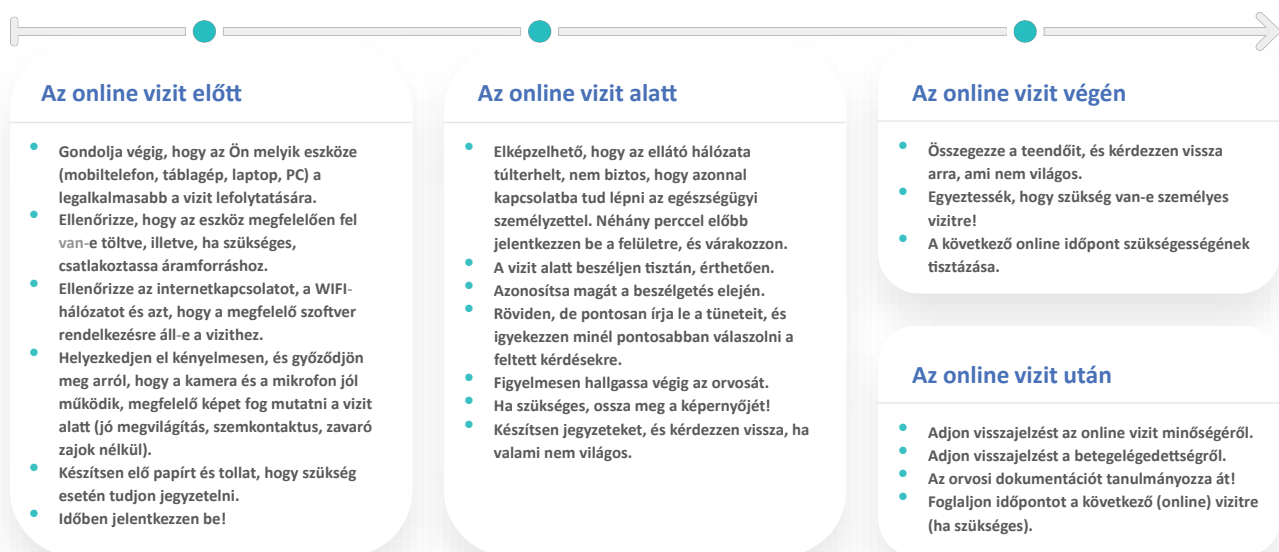 Az online vizit előtt
Gondolja végig, hogy az Ön melyik eszköze
(mobiltelefon, táblagép, laptop, PC) a
legalkalmasabb a vizit lefolytatására.
Ellenőrizze, hogy az eszköz megfelelően fel
van-e töltve, illetve, ha szükséges,
csatlakoztassa áramforráshoz.
Ellenőrizze az internetkapcsolatot, a WIFI-
hálózatot és azt, hogy a megfelelő szoftver
rendelkezésre áll-e a vizithez.
Helyezkedjen el kényelmesen, és győződjön
meg arról, hogy a kamera és a mikrofon jól
működik, megfelelő képet fog mutatni a vizit
alatt (jó megvilágítás, szemkontaktus, zavaró
zajok nélkül).
Készítsen elő papírt és tollat, hogy szükség
esetén tudjon jegyzetelni.
Időben jelentkezzen be!
Az online vizit alatt
Elképzelhető, hogy az ellátó hálózata
túlterhelt, nem biztos, hogy azonnal
kapcsolatba tud lépni az egészségügyi
személyzettel. Néhány perccel előbb
jelentkezzen be a felületre, és várakozzon.
A vizit alatt beszéljen tisztán, érthetően.
Azonosítsa magát a beszélgetés elején.
Röviden, de pontosan írja le a tüneteit, és
igyekezzen minél pontosabban válaszolni a
feltett kérdésekre.
Figyelmesen hallgassa végig az orvosát.
Ha szükséges, ossza meg a képernyőjét!
Készítsen jegyzeteket, és kérdezzen vissza, ha
valami nem világos.
Az online vizit végén
Összegezze a teendőit, és kérdezzen vissza
arra, ami nem világos.
Egyeztessék, hogy szükség van-e személyes
vizitre!
A következő online időpont szükségességének
tisztázása.
Az online vizit után
Adjon visszajelzést az online vizit minőségéről.
Adjon visszajelzést a betegelégedettségről.
Az orvosi dokumentációt tanulmányozza át!
Foglaljon időpontot a következő (online) vizitre
(ha szükséges).